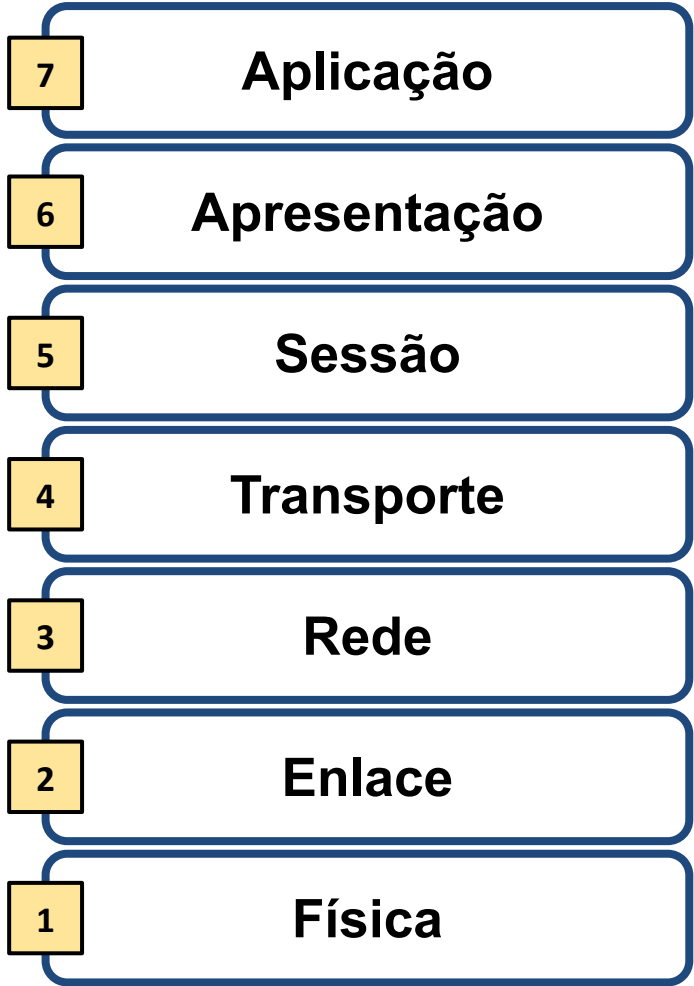 7 Aplicação
6 Apresentação
5 Sessão
4 Transporte
3 Rede
2 Enlace
1 Física